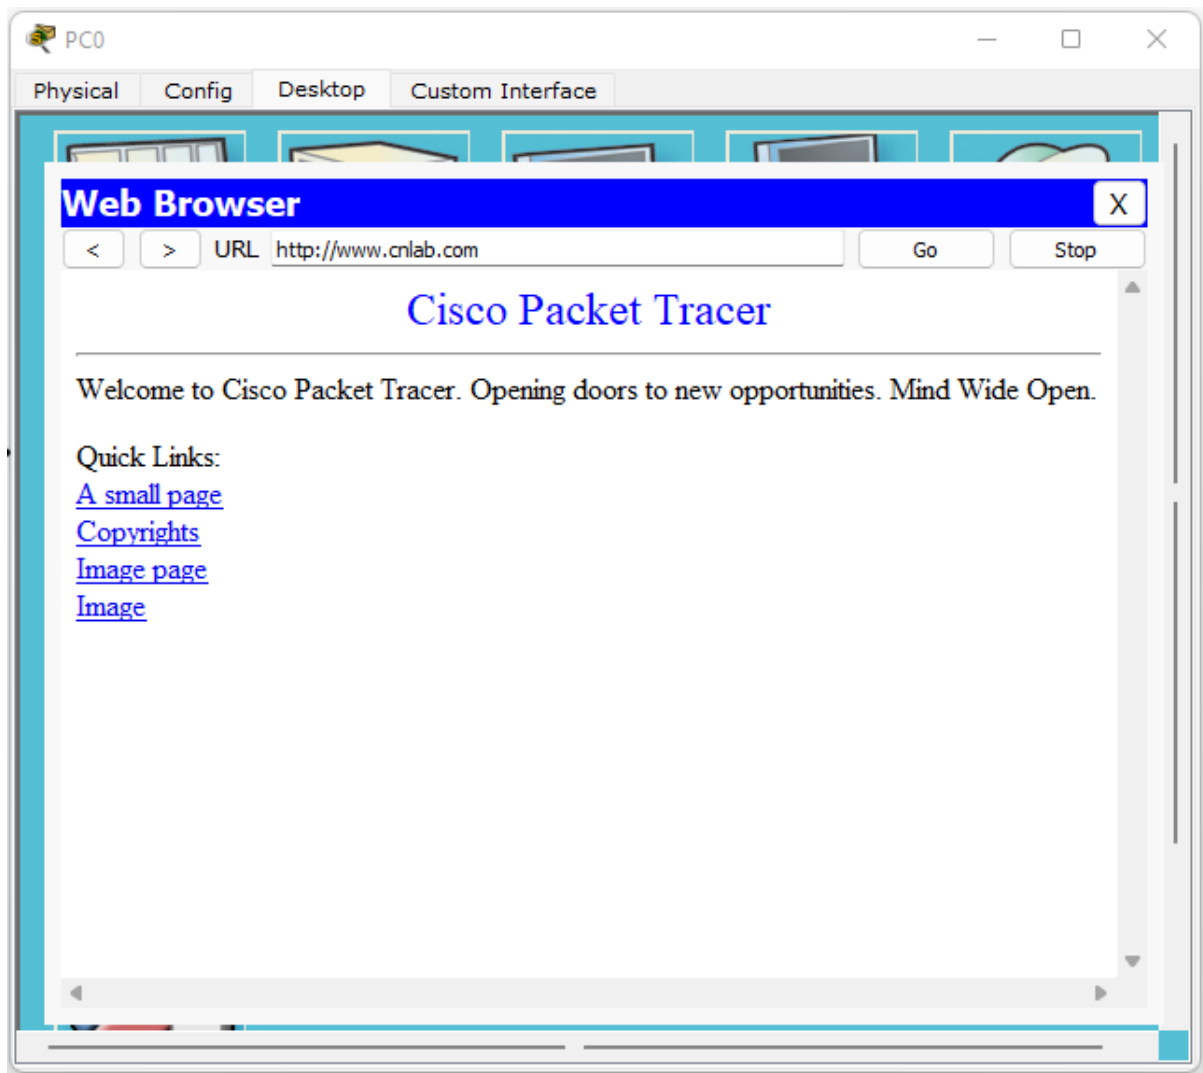 PC0
Physical Config Desktop Custom Interface
Web Browser X
< > URL http://www.cnlab.com Go Stop
Cisco Packet Tracer
Welcome to Cisco Packet Tracer. Opening doors to new opportunities. Mind Wide Open.
Quick Links:
A small page
Copyrights
Image page
Image